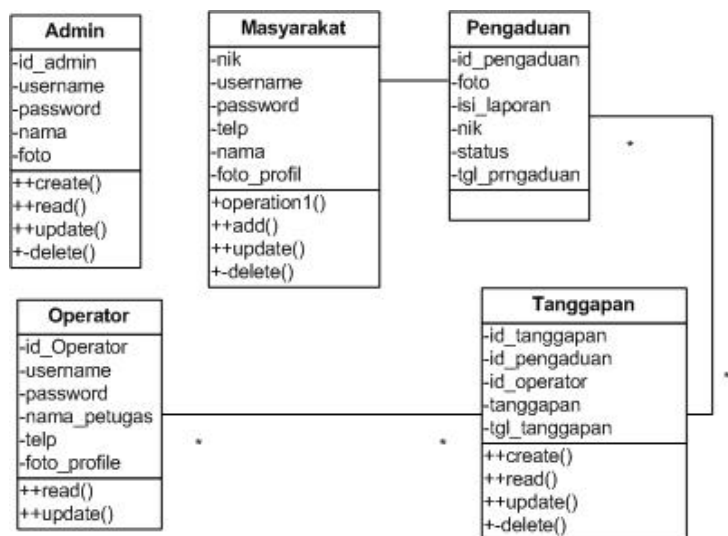 Admin
-id_admin
-username
-password
-nama
-foto
++create()
++read()
++update()
+-delete()
Masyarakat
-nik
-username
-password
-telp
-nama
-foto_profil
+operation1()
++add()
++update()
+-delete()
Pengaduan
-id_pengaduan
-foto
-isi_laporan
-nik
-status
-tgl_prngaduan
*
Operator
-id_Operator
-username
-password
-nama_petugas
-telp
-foto_profile
++read()
++update()
*
*
Tanggapan
-id_tanggapan
-id_pengaduan
-id_operator
-tanggapan
-tgl_tanggapan
++create()
++read()
++update()
+-delete()
*